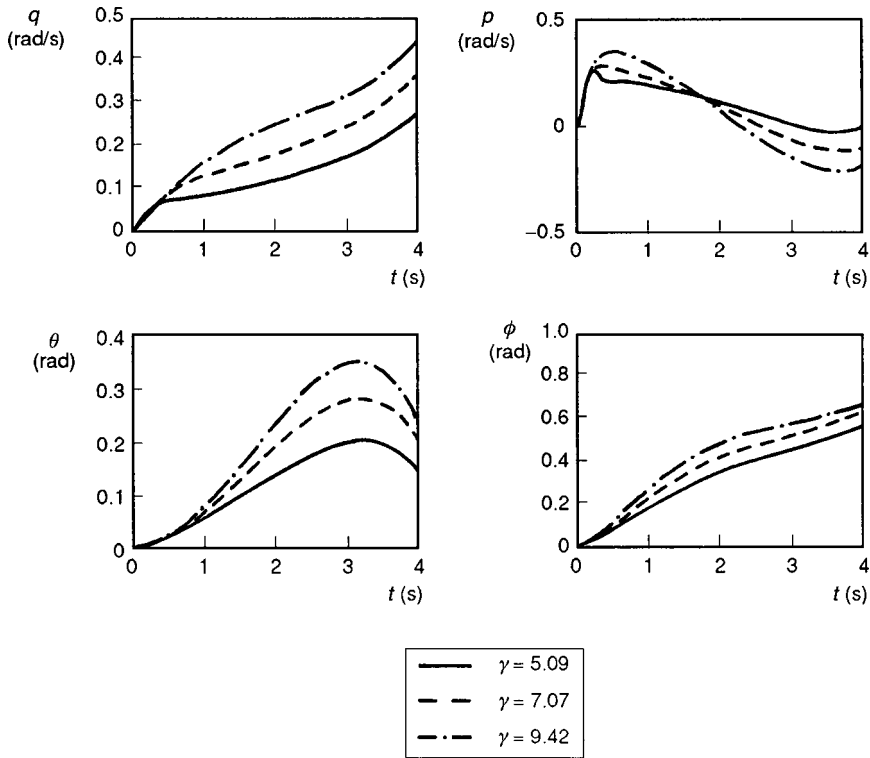 q
(rad/s)
0.5
0.4
0.3
0.2
0.1
0
0 1 2 3 4
t (s)
p
(rad/s)
0.5
0
−0.5
0 1 2 3 4
t (s)
θ
(rad)
0.4
0.3
0.2
0.1
0
0 1 2 3 4
t (s)
ϕ
(rad)
1.0
0.8
0.6
0.4
0.2
0
0 1 2 3 4
t (s)
γ = 5.09
γ = 7.07
γ = 9.42